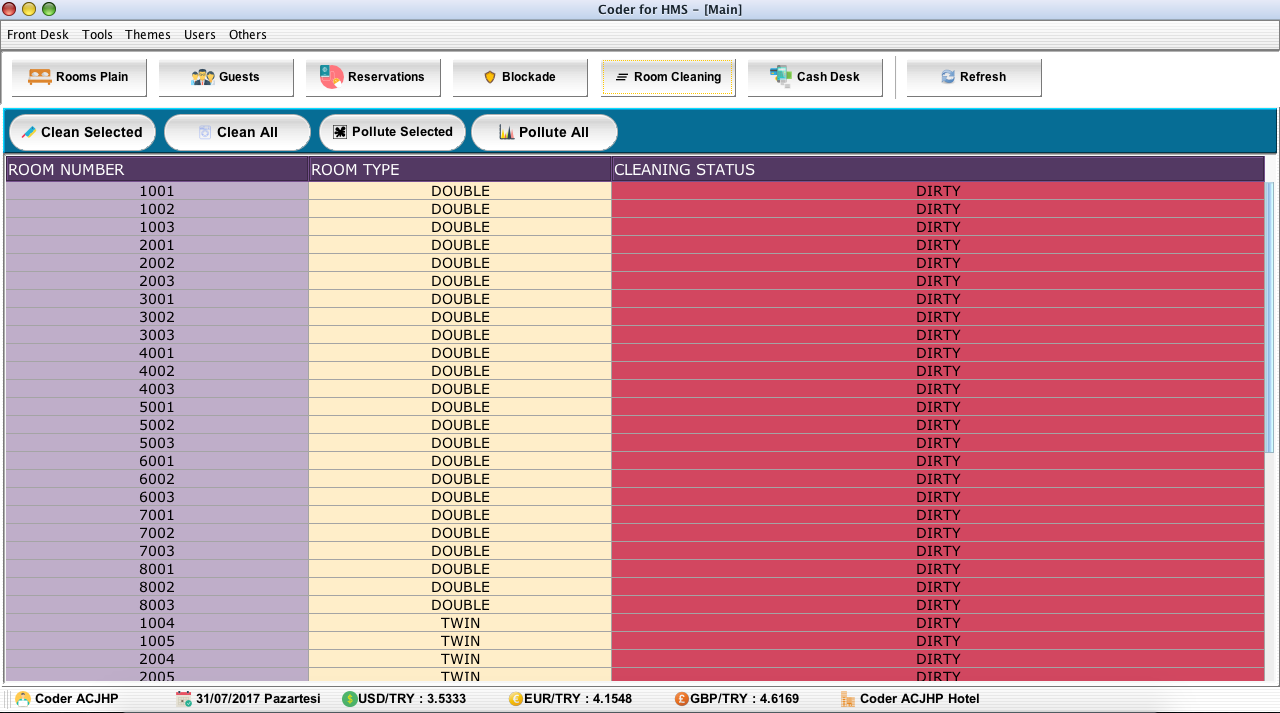 Coder for HMS - [Main]
Front Desk Tools Themes Users Others
Rooms Plain Guests Reservations Blockade Room Cleaning Cash Desk Refresh
Clean Selected Clean All Pollute Selected Pollute All
ROOM NUMBER ROOM TYPE CLEANING STATUS
1001 DOUBLE DIRTY
1002 DOUBLE DIRTY
1003 DOUBLE DIRTY
2001 DOUBLE DIRTY
2002 DOUBLE DIRTY
2003 DOUBLE DIRTY
3001 DOUBLE DIRTY
3002 DOUBLE DIRTY
3003 DOUBLE DIRTY
4001 DOUBLE DIRTY
4002 DOUBLE DIRTY
4003 DOUBLE DIRTY
5001 DOUBLE DIRTY
5002 DOUBLE DIRTY
5003 DOUBLE DIRTY
6001 DOUBLE DIRTY
6002 DOUBLE DIRTY
6003 DOUBLE DIRTY
7001 DOUBLE DIRTY
7002 DOUBLE DIRTY
7003 DOUBLE DIRTY
8001 DOUBLE DIRTY
8002 DOUBLE DIRTY
8003 DOUBLE DIRTY
1004 TWIN DIRTY
1005 TWIN DIRTY
2004 TWIN DIRTY
2005 TWIN DIRTY
Coder ACJHP 31/07/2017 Pazartesi USD/TRY : 3.5333 EUR/TRY : 4.1548 GBP/TRY : 4.6169 Coder ACJHP Hotel